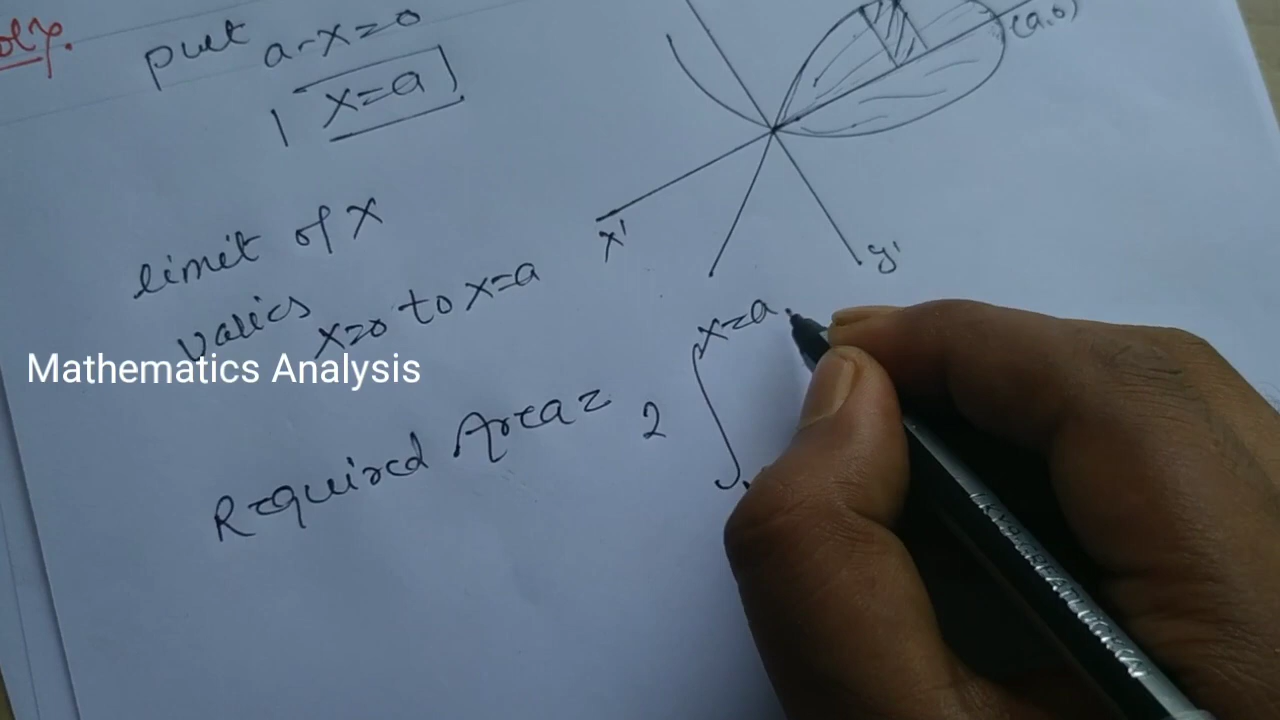 put a-x=0
x=a
(a,0)
limit of x
varies x=0 to x=a
x'
y'
Mathematics Analysis
x=a
Required Area = 2 ∫